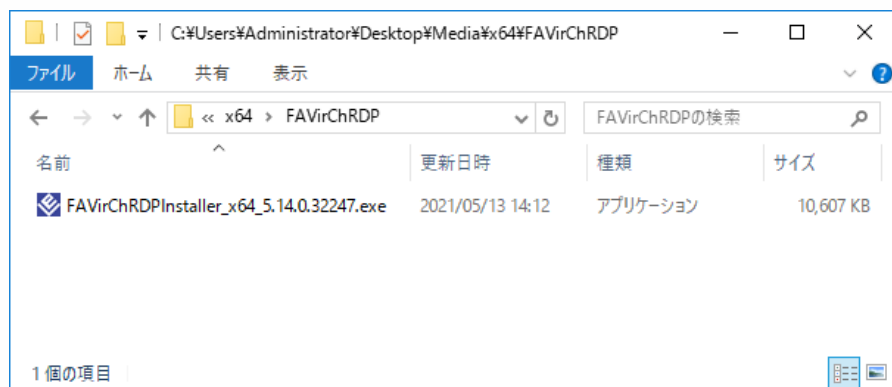 C:¥Users¥Administrator¥Desktop¥Media¥x64¥FAVirChRDP
ファイル ホーム 共有 表示
« x64 › FAVirChRDP FAVirChRDPの検索
名前 更新日時 種類 サイズ
FAVirChRDPInstaller_x64_5.14.0.32247.exe 2021/05/13 14:12 アプリケーション 10,607 KB
1 個の項目